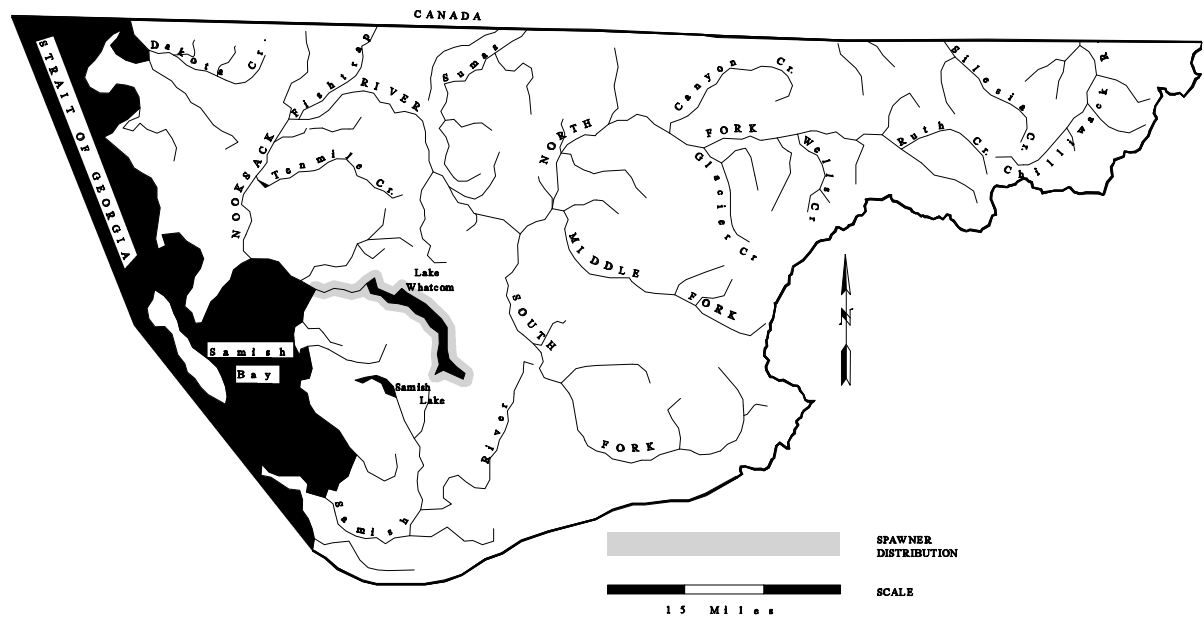 CANADA
STRAIT OF GEORGIA
Dakota Cr.
Fishtrap
Sumas
RIVER
NOOKSACK
Tenmile Cr.
Canyon Cr.
NORTH
FORK
Glacier Cr
Wells Cr
Ruth Cr.
Silesia Cr.
Chilliwack R
MIDDLE
FORK
Lake
Whatcom
SOUTH
FORK
Samish
Bay
Samish
Lake
River
Samish
N
SPAWNER
DISTRIBUTION
SCALE
15 Miles